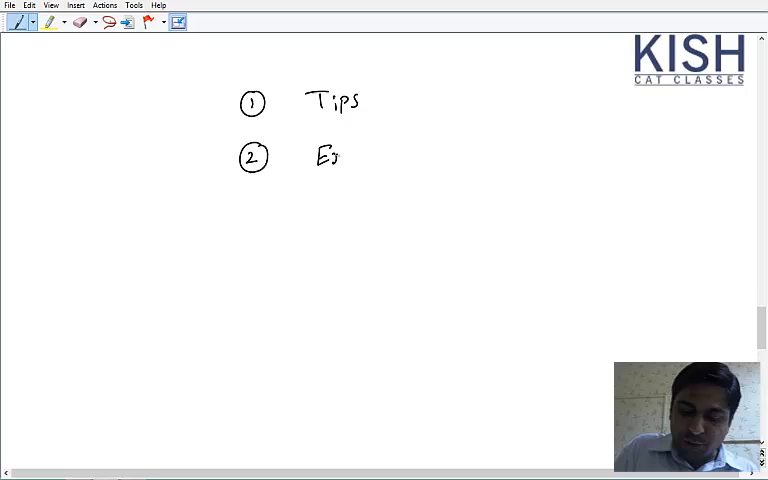 File Edit View Insert Actions Tools Help
KISH
CAT CLASSES
1 Tips
2